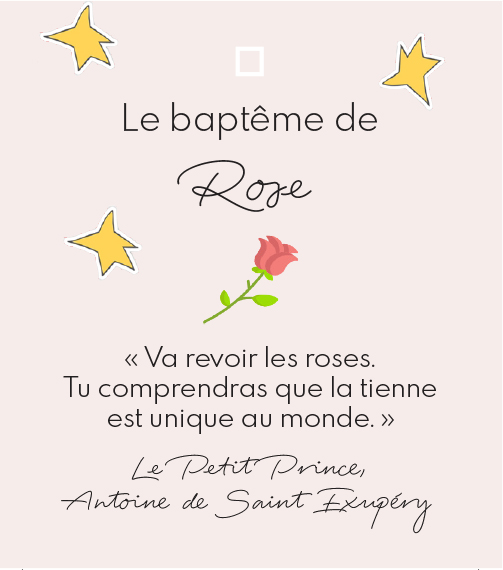 Le baptême de
Rose
« Va revoir les roses.
Tu comprendras que la tienne
est unique au monde. »
Le Petit Prince,
Antoine de Saint Exupéry